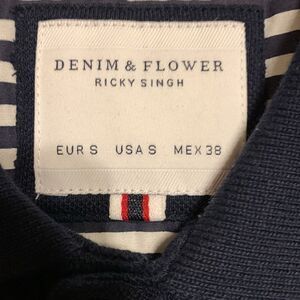 DENIM & FLOWER
RICKY SINGH
EUR S USA S MEX 38